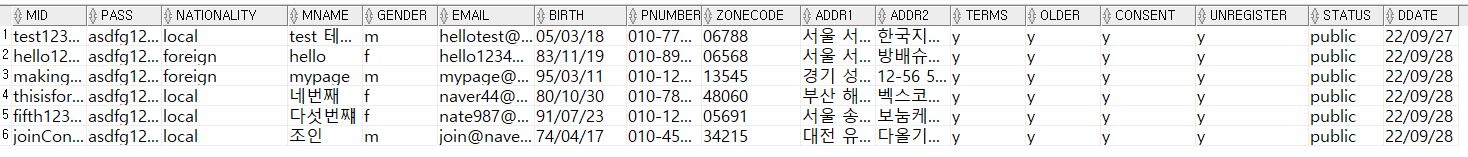 MID PASS NATIONALITY MNAME GENDER EMAIL BIRTH PNUMBER ZONECODE ADDR1 ADDR2 TERMS OLDER CONSENT UNREGISTER STATUS DDATE
1 test123... asdfg12... local test 테... m hellotest@... 05/03/18 010-77... 06788 서울 서... 한국지... y y y y public 22/09/27
2 hello12... asdfg12... foreign hello f hello1234... 83/11/19 010-89... 06568 서울 서... 방배슈... y y y y public 22/09/28
3 making... asdfg12... foreign mypage m mypage@... 95/03/11 010-12... 13545 경기 성... 12-56 5... y y y y public 22/09/28
4 thisisfor... asdfg12... local 네번째 f naver44@... 80/10/30 010-78... 48060 부산 해... 벡스코... y y y y public 22/09/28
5 fifth123... asdfg12... local 다섯번쨰 f nate987@... 91/07/23 010-12... 05691 서울 송... 보눔케... y y y y public 22/09/28
6 joinCon... asdfg12... local 조인 m join@nave... 74/04/17 010-45... 34215 대전 유... 다올기... y y y y public 22/09/28